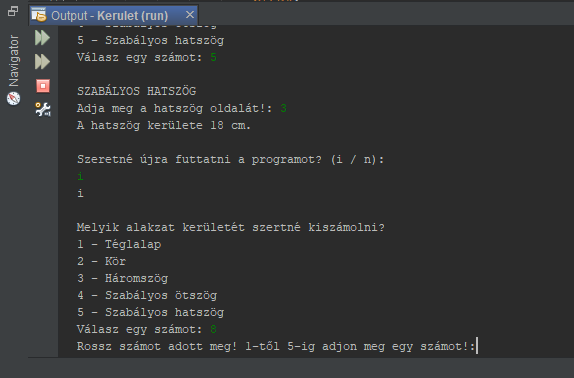 Output - Kerulet (run)
Navigator
5 - Szabályos hatszög
Válasz egy számot: 5
SZABÁLYOS HATSZÖG
Adja meg a hatszög oldalát!: 3
A hatszög kerülete 18 cm.
Szeretné újra futtatni a programot? (i / n):
i
i
Melyik alakzat kerületét szertné kiszámolni?
1 - Téglalap
2 - Kör
3 - Háromszög
4 - Szabályos ötszög
5 - Szabályos hatszög
Válasz egy számot: 8
Rossz számot adott meg! 1-től 5-ig adjon meg egy számot!: